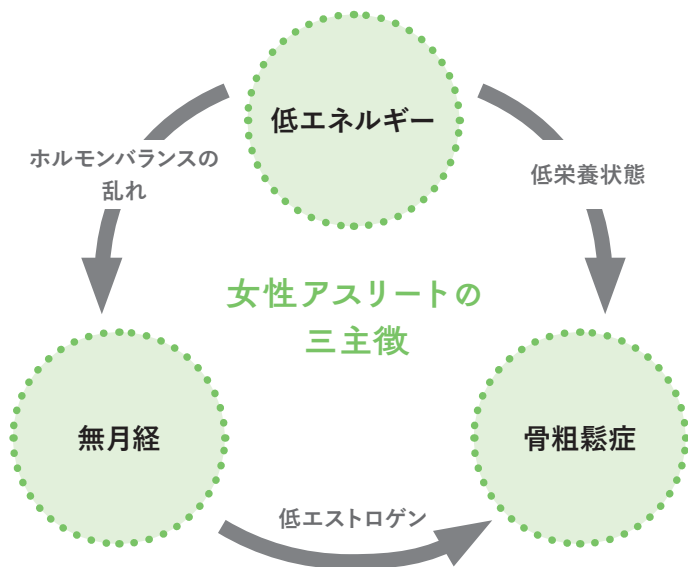 低エネルギー
ホルモンバランスの
乱れ
低栄養状態
女性アスリートの
三主徴
無月経
骨粗鬆症
低エストロゲン